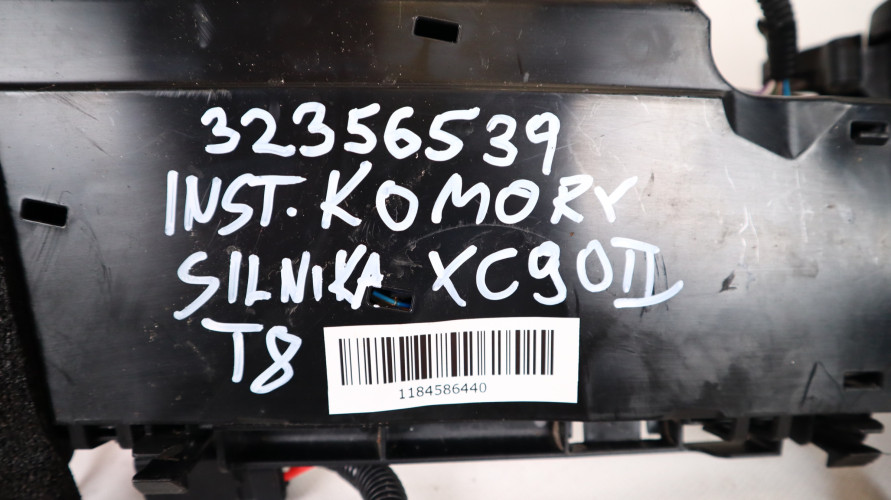 32356539
INST. KOMORY
SILNIKA XC90II
T8
1184586440